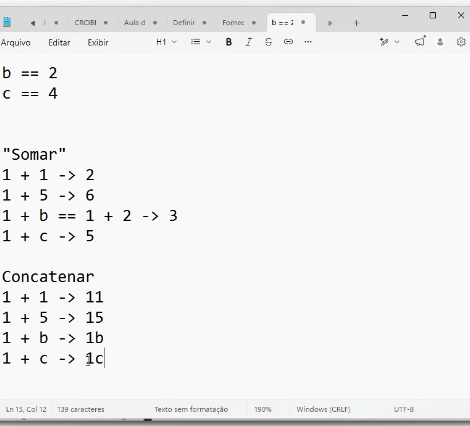 CRCIBI
Aula d
Definir
Fornec
b == 2
Arquivo Editar Exibir H1 B I S
b == 2
c == 4
"Somar"
1 + 1 -> 2
1 + 5 -> 6
1 + b == 1 + 2 -> 3
1 + c -> 5
Concatenar
1 + 1 -> 11
1 + 5 -> 15
1 + b -> 1b
1 + c -> 1c
Ln 15, Col 12 139 caracteres Texto sem formatação 190% Windows (CRLF) UTF-8